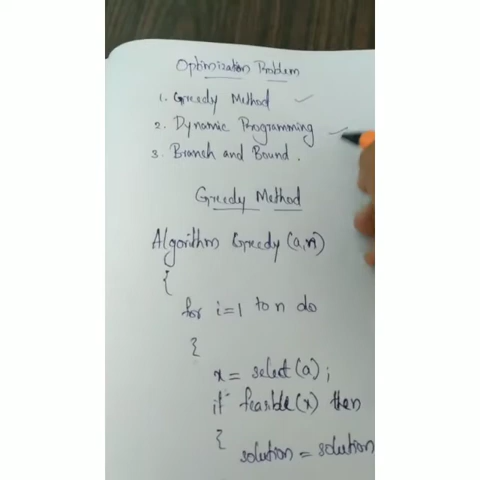 Optimization Problem
1. Greedy Method
2. Dynamic Programming
3. Branch and Bound.
Greedy Method
Algorithm Greedy (a,n)
{
for i=1 to n do
{
x = select(a);
if feasible(x) then
{ solution = solution